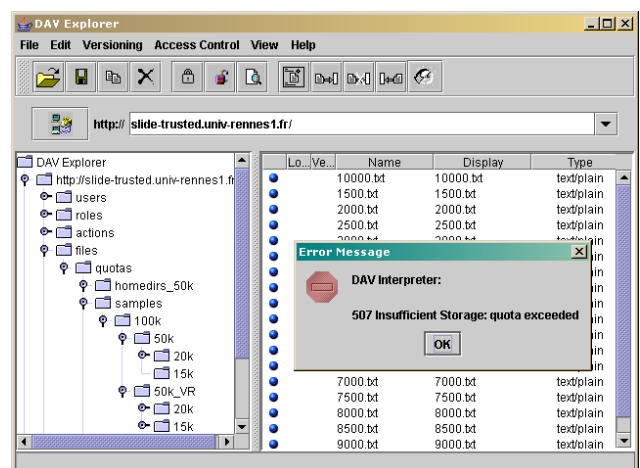 DAV Explorer
File Edit Versioning Access Control View Help
http:// slide-trusted.univ-rennes1.fr/
DAV Explorer
http://slide-trusted.univ-rennes1.fr
users
roles
actions
files
quotas
homedirs_50k
samples
100k
50k
20k
15k
50k_VR
20k
15k
Lo... Ve... Name Display Type
10000.txt 10000.txt text/plain
1500.txt 1500.txt text/plain
2000.txt 2000.txt text/plain
2500.txt 2500.txt text/plain
Error Message
DAV Interpreter:
507 Insufficient Storage: quota exceeded
OK
7000.txt 7000.txt text/plain
7500.txt 7500.txt text/plain
8000.txt 8000.txt text/plain
8500.txt 8500.txt text/plain
9000.txt 9000.txt text/plain